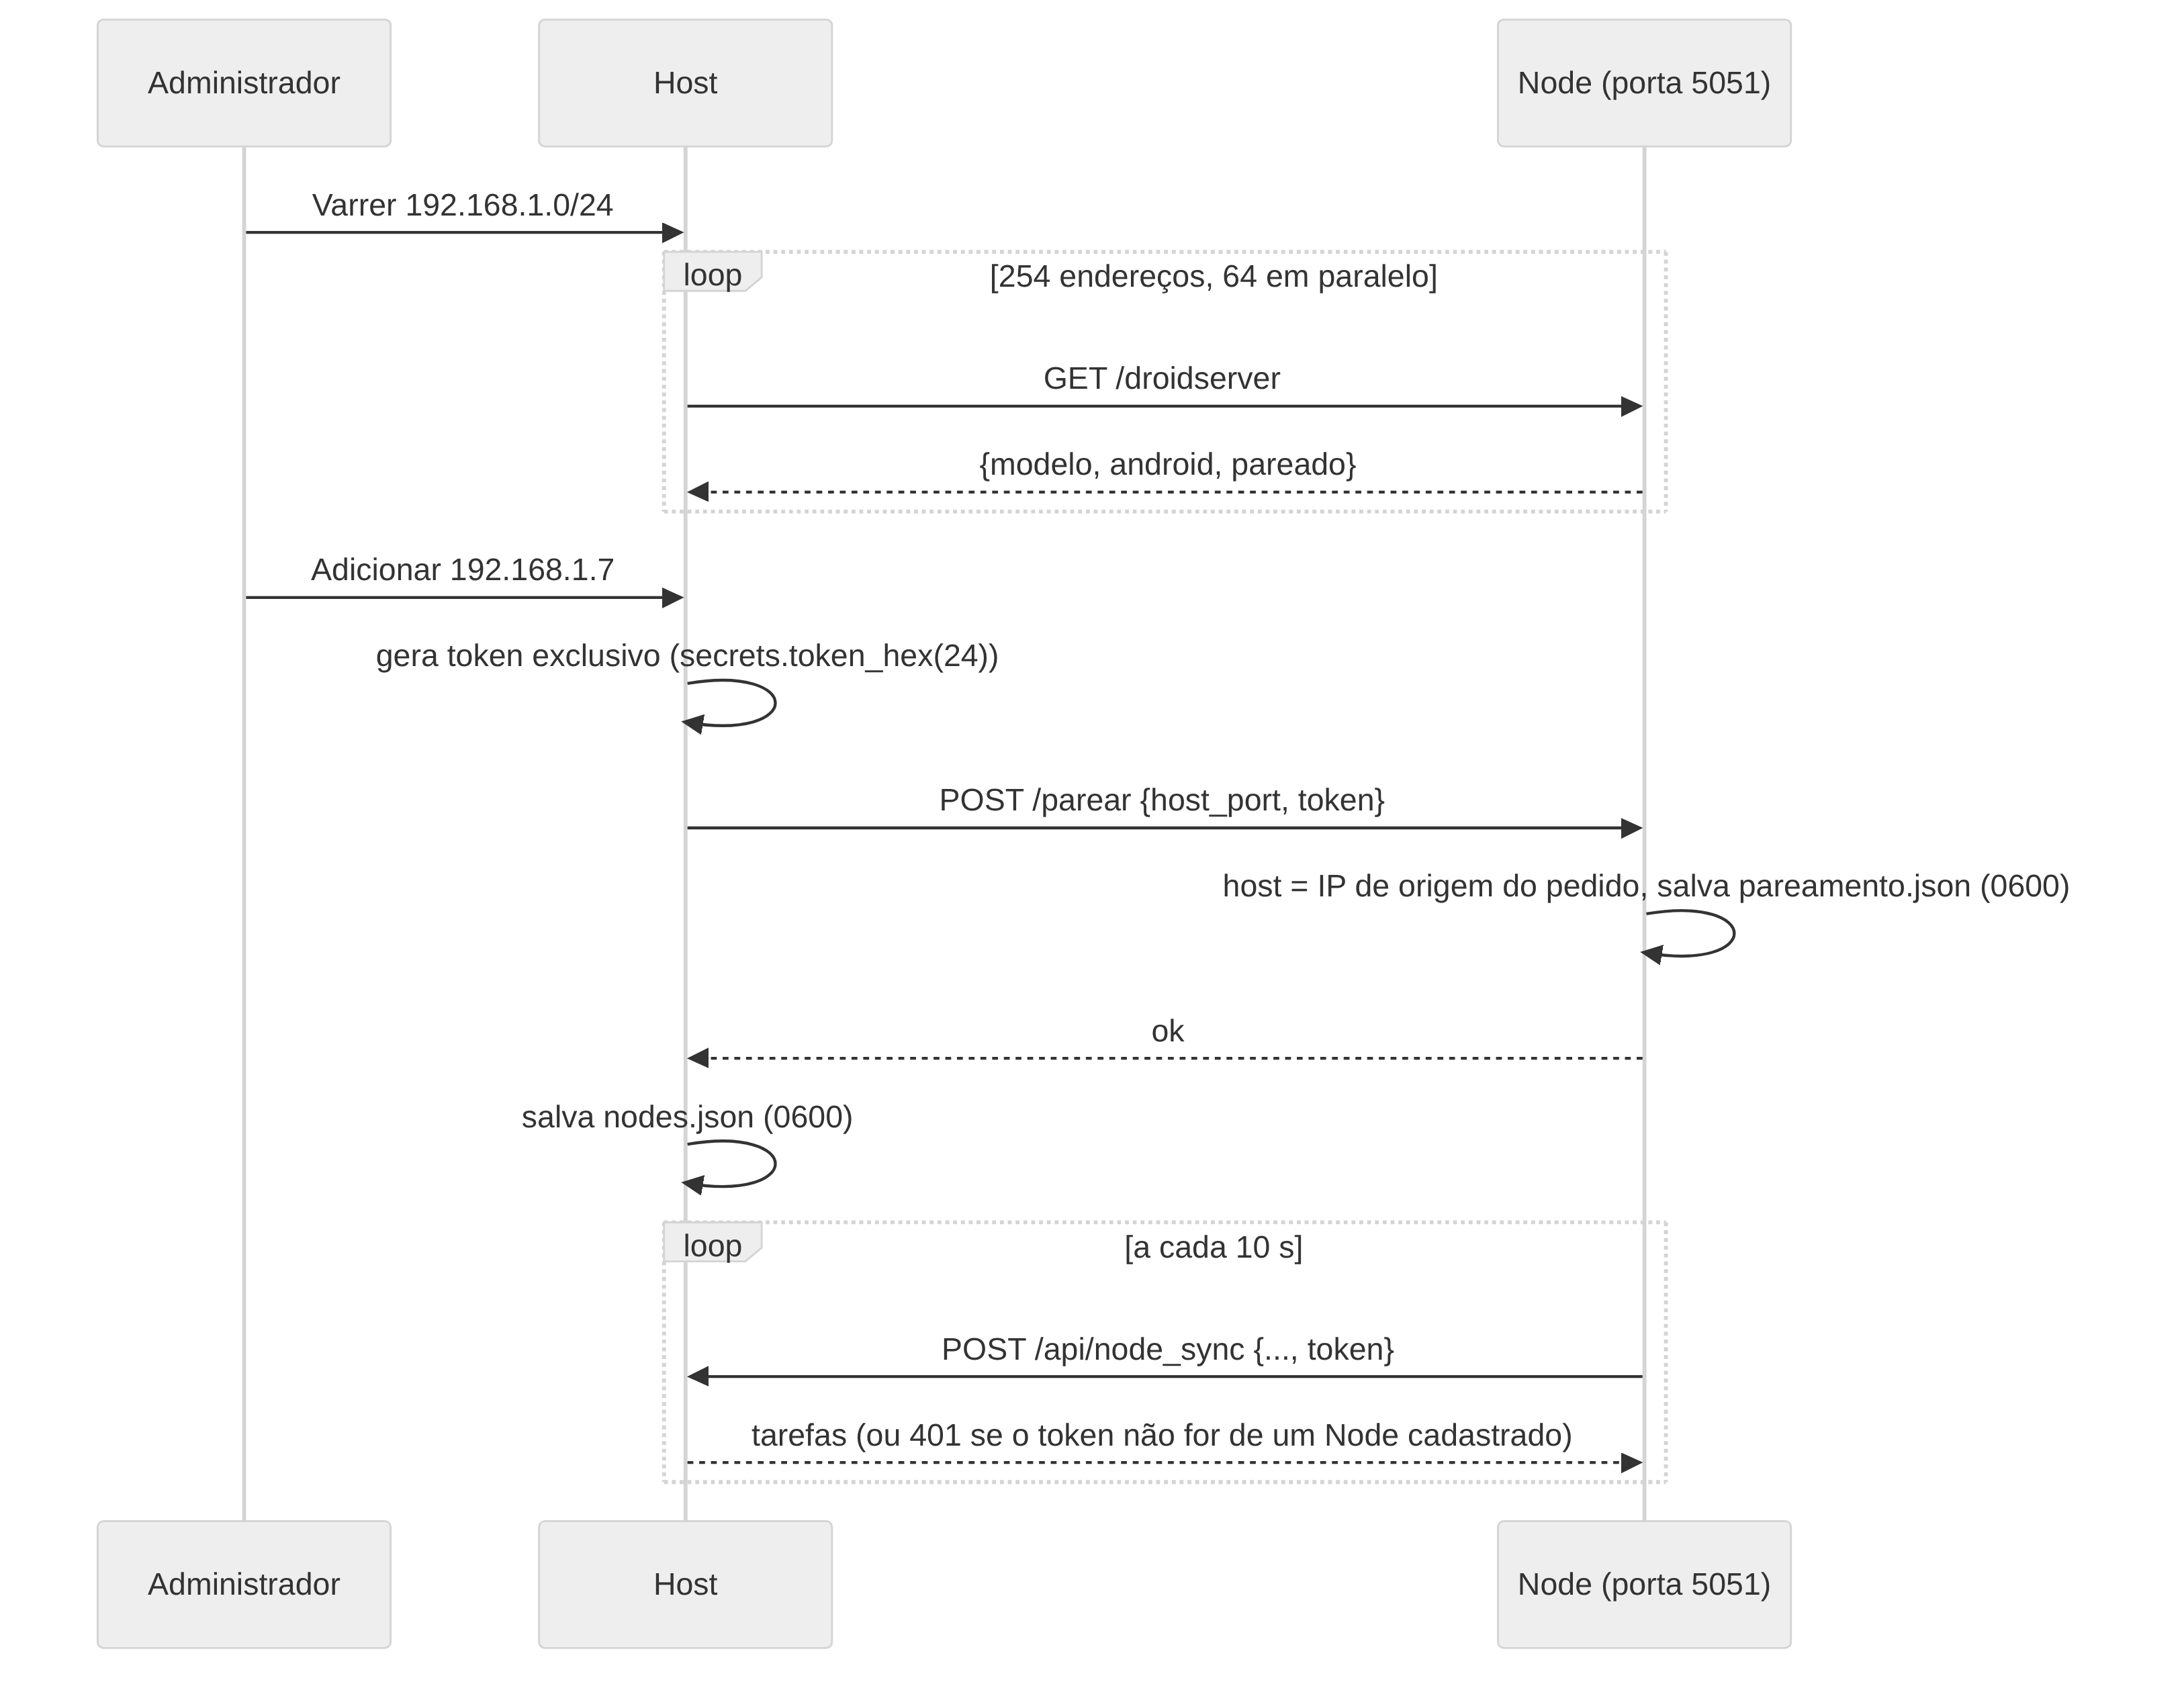 Administrador
Host
Node (porta 5051)
Varrer 192.168.1.0/24
loop
[254 endereços, 64 em paralelo]
GET /droidserver
{modelo, android, pareado}
Adicionar 192.168.1.7
gera token exclusivo (secrets.token_hex(24))
POST /parear {host_port, token}
host = IP de origem do pedido, salva pareamento.json (0600)
ok
salva nodes.json (0600)
loop
[a cada 10 s]
POST /api/node_sync {..., token}
tarefas (ou 401 se o token não for de um Node cadastrado)
Administrador
Host
Node (porta 5051)